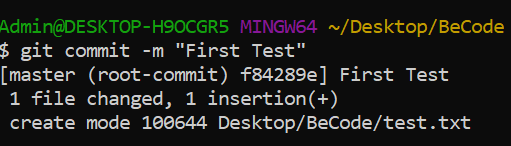 Admin@DESKTOP-H9OCGR5 MINGW64 ~/Desktop/BeCode
$ git commit -m "First Test"
[master (root-commit) f84289e] First Test
 1 file changed, 1 insertion(+)
 create mode 100644 Desktop/BeCode/test.txt